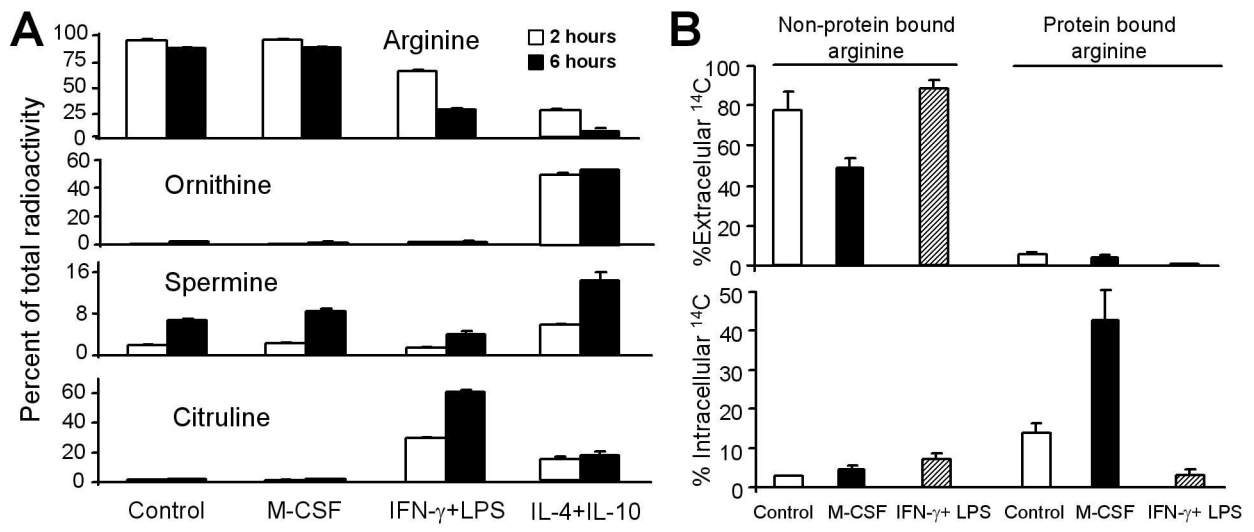 A
Percent of total radioactivity
100
75
50
25
0
Arginine
2 hours
6 hours
60
40
20
0
Ornithine
16
8
0
Spermine
60
40
20
0
Citruline
Control M-CSF IFN-γ+LPS IL-4+IL-10
B
Non-protein bound
arginine
Protein bound
arginine
%Extracelular ¹⁴C
100
80
60
40
20
0
% Intracellular ¹⁴C
50
40
30
20
10
0
Control M-CSF IFN-γ+ LPS Control M-CSF IFN-γ+ LPS